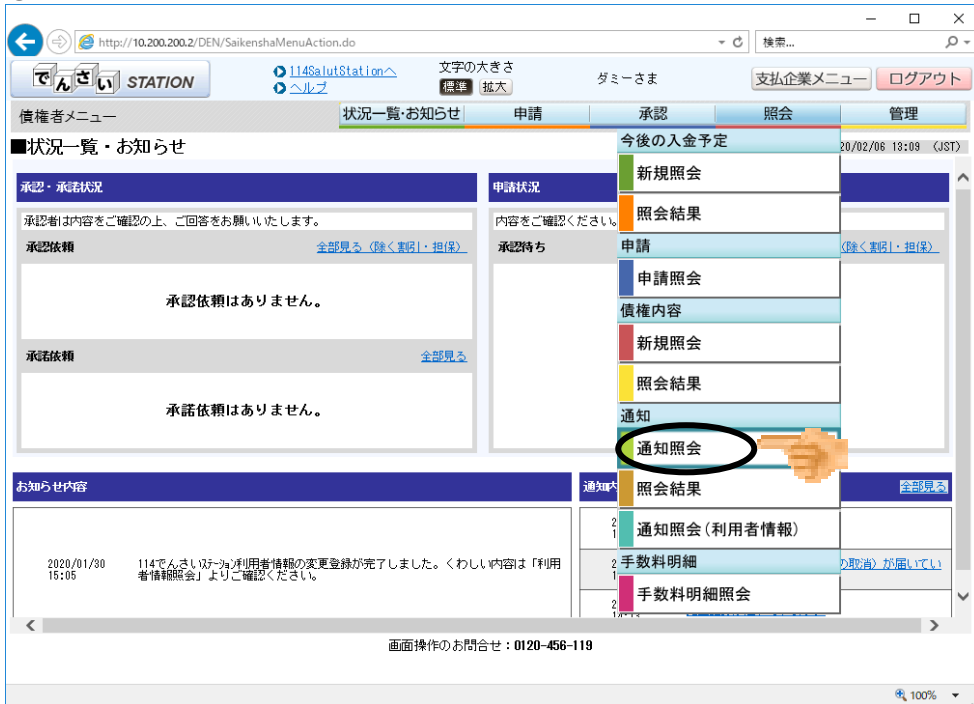 http://10.200.200.2/DEN/SaikenshaMenuAction.do
検索...
でんさい STATION
114SalutStationへ
ヘルプ
文字の大きさ
標準 拡大
ダミーさま
支払企業メニュー
ログアウト
債権者メニュー
状況一覧・お知らせ 申請 承認 照会 管理
■状況一覧・お知らせ
20/02/06 13:09 (JST)
承認・承諾状況
承認者は内容をご確認の上、ご回答をお願いいたします。
承認依頼 全部見る（除く割引・担保）
承認依頼はありません。
承諾依頼 全部見る
承諾依頼はありません。
申請状況
内容をご確認ください。
承認待ち
（除く割引・担保）
今後の入金予定
新規照会
照会結果
申請
申請照会
債権内容
新規照会
照会結果
通知
通知照会
照会結果
通知照会(利用者情報)
手数料明細
手数料明細照会
お知らせ内容
2020/01/30
15:05
114でんさいｽﾃｰｼｮﾝ利用者情報の変更登録が完了しました。くわしい内容は「利用
者情報照会」よりご確認ください。
通知内
全部見る
の取消）が届いてい
画面操作のお問合せ：0120-456-119
100%